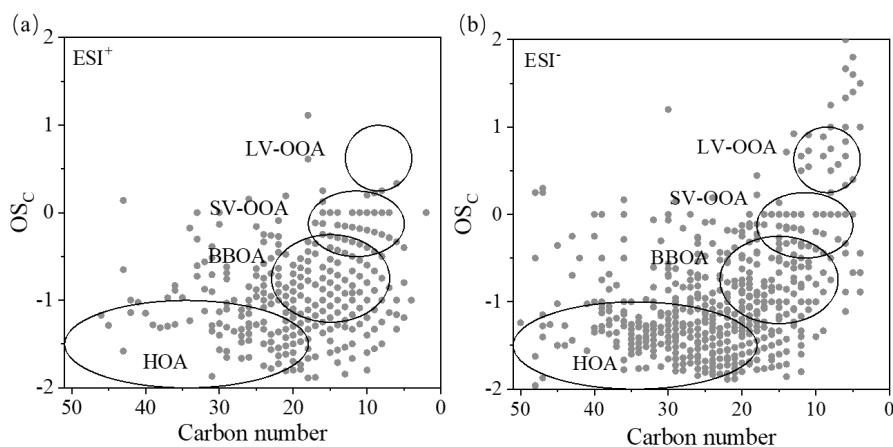 (a)
ESI⁺
LV-OOA
SV-OOA
BBOA
HOA
OS_C
2
1
0
-1
-2
50
40
30
20
10
0
Carbon number
(b)
ESI⁻
LV-OOA
SV-OOA
BBOA
HOA
OS_C
2
1
0
-1
-2
50
40
30
20
10
0
Carbon number